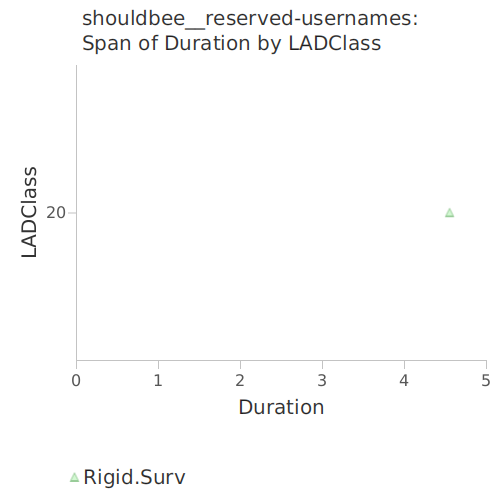 shouldbee__reserved-usernames:
Span of Duration by LADClass
LADClass
20
0 1 2 3 4 5
Duration
Rigid.Surv